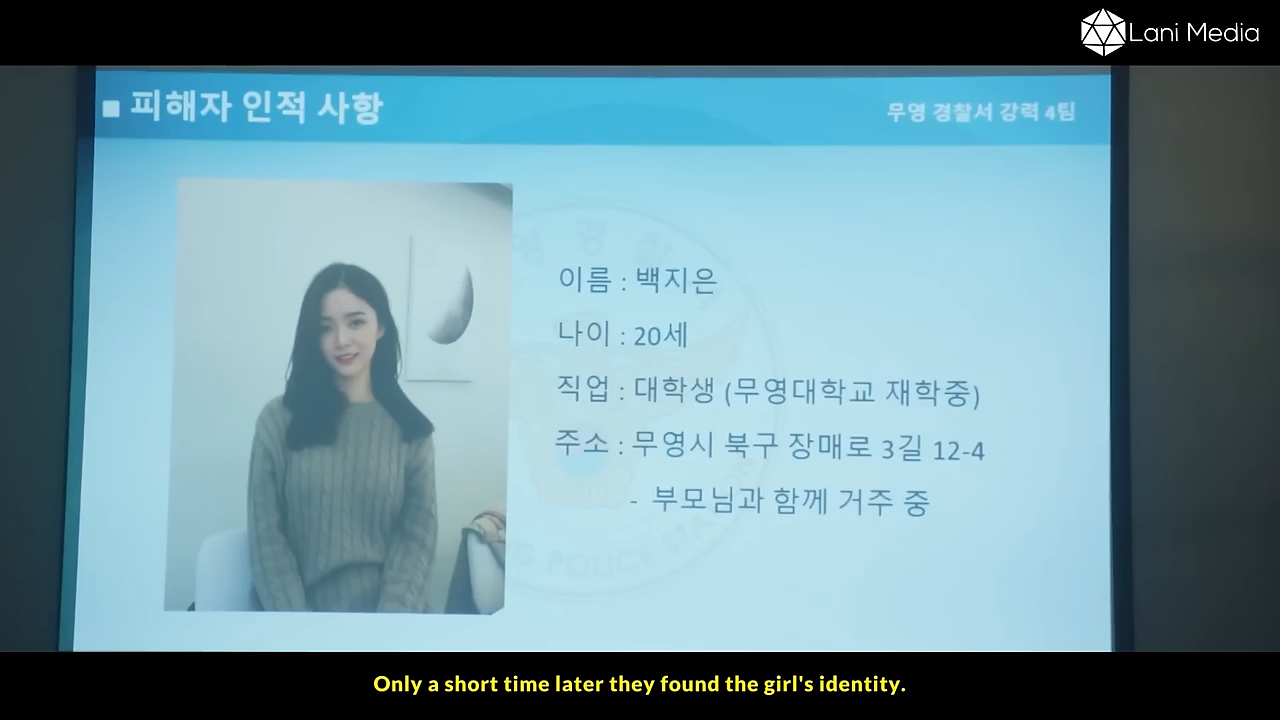 Lani Media
■ 피해자 인적 사항
무영 경찰서 강력 4팀
이름 : 백지은
나이 : 20세
직업 : 대학생 (무영대학교 재학중)
주소 : 무영시 북구 장매로 3길 12-4
- 부모님과 함께 거주 중
POLICE
Only a short time later they found the girl's identity.